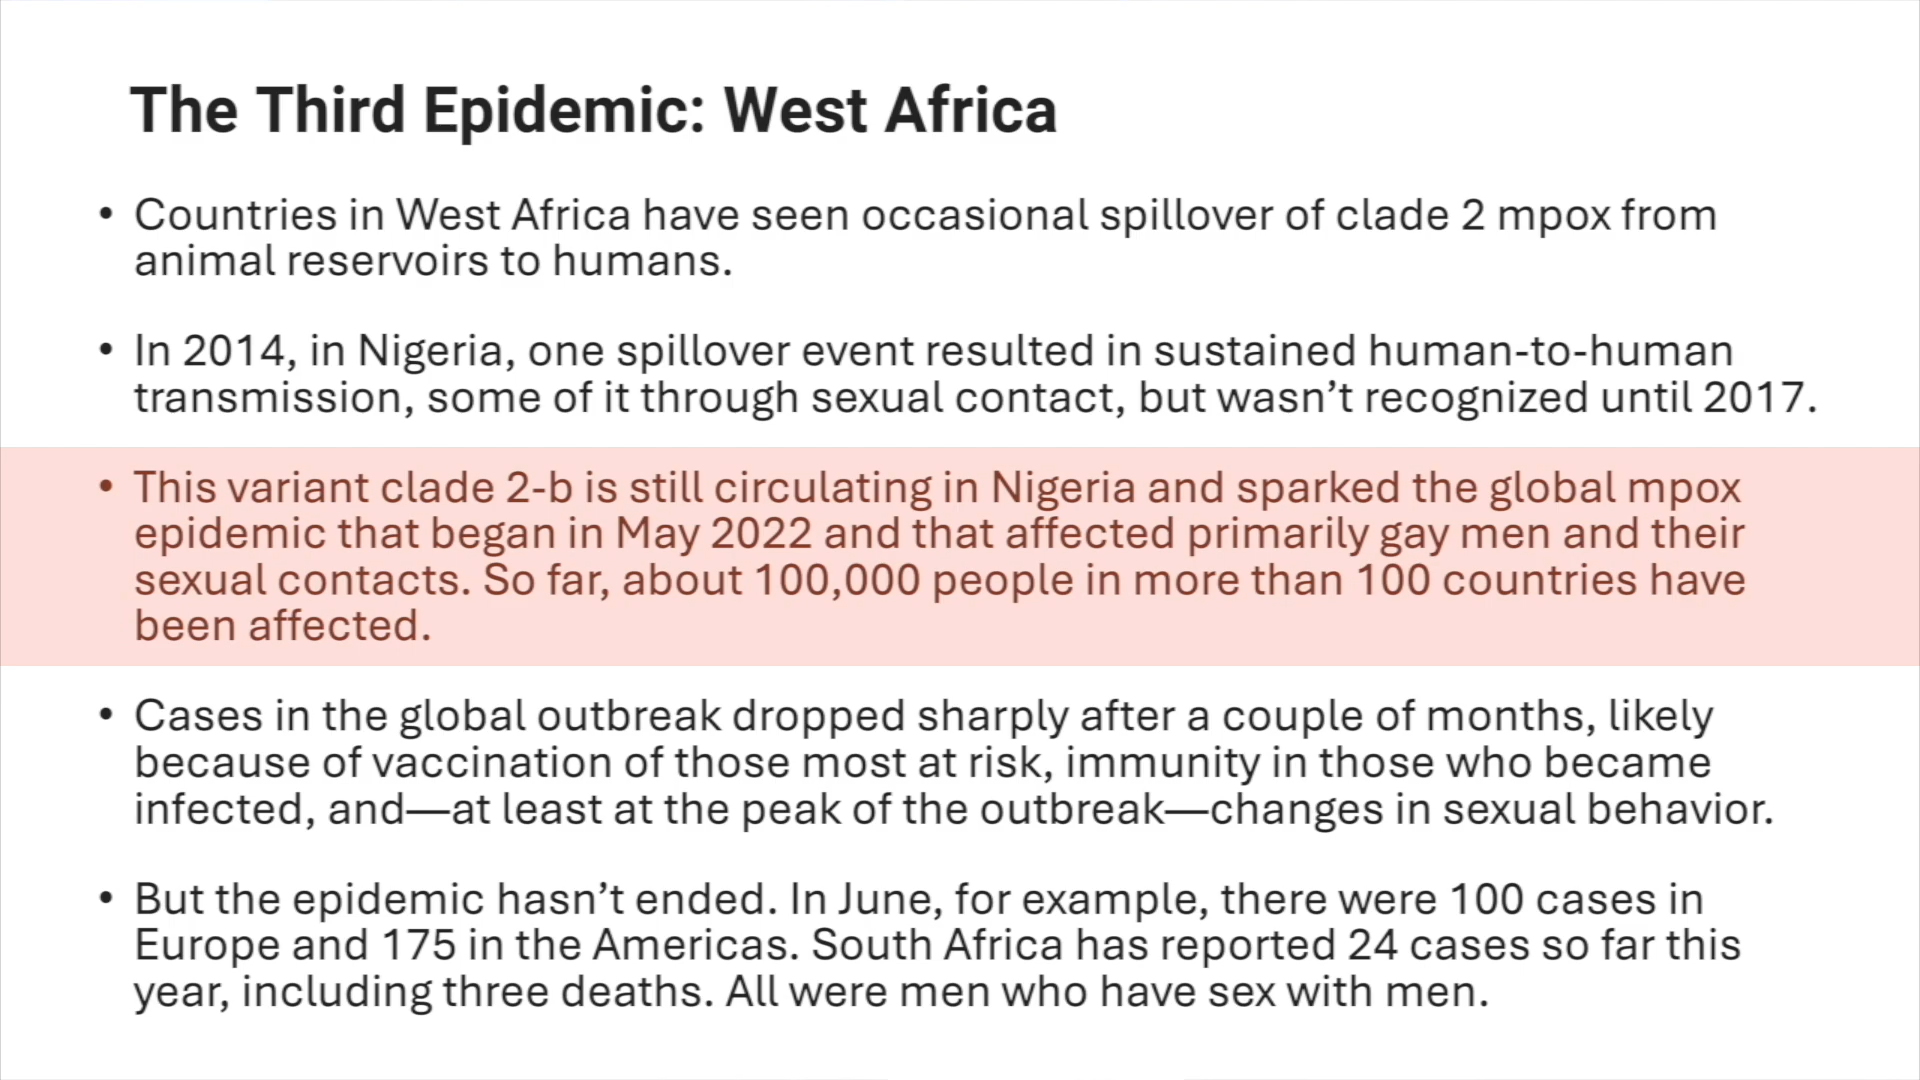 The Third Epidemic: West Africa
• Countries in West Africa have seen occasional spillover of clade 2 mpox from
animal reservoirs to humans.
• In 2014, in Nigeria, one spillover event resulted in sustained human-to-human
transmission, some of it through sexual contact, but wasn’t recognized until 2017.
• This variant clade 2-b is still circulating in Nigeria and sparked the global mpox
epidemic that began in May 2022 and that affected primarily gay men and their
sexual contacts. So far, about 100,000 people in more than 100 countries have
been affected.
• Cases in the global outbreak dropped sharply after a couple of months, likely
because of vaccination of those most at risk, immunity in those who became
infected, and—at least at the peak of the outbreak—changes in sexual behavior.
• But the epidemic hasn’t ended. In June, for example, there were 100 cases in
Europe and 175 in the Americas. South Africa has reported 24 cases so far this
year, including three deaths. All were men who have sex with men.